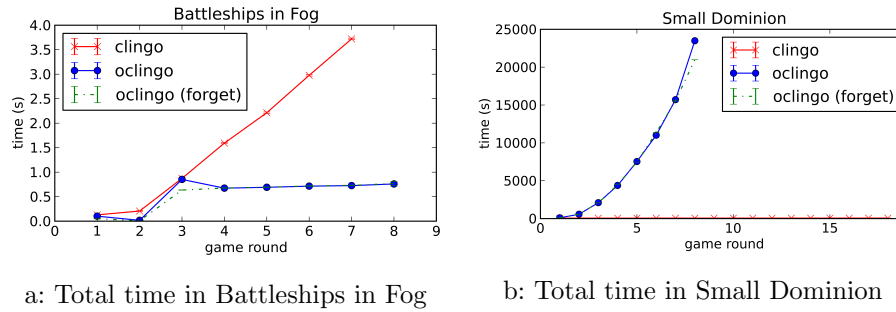 Battleships in Fog
4.0
3.5
3.0
2.5
2.0
1.5
1.0
0.5
0.0
time (s)
clingo
oclingo
oclingo (forget)
0 1 2 3 4 5 6 7 8 9
game round
a: Total time in Battleships in Fog
Small Dominion
25000
20000
15000
10000
5000
0
time (s)
clingo
oclingo
oclingo (forget)
0 5 10 15
game round
b: Total time in Small Dominion